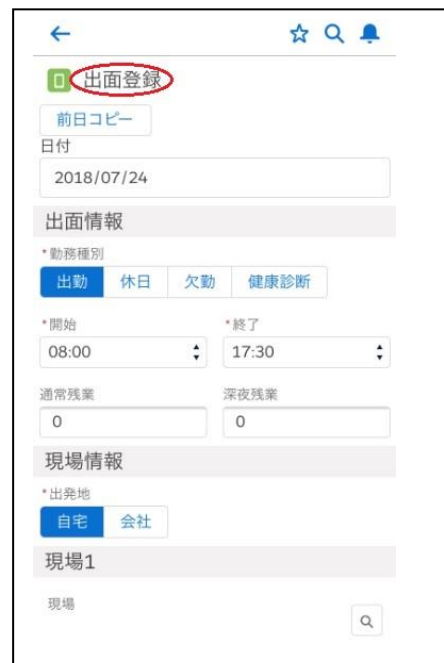 出面登録
前日コピー
日付
2018/07/24
出面情報
*勤務種別
出勤 休日 欠勤 健康診断
*開始 *終了
08:00 17:30
通常残業 深夜残業
0 0
現場情報
*出発地
自宅 会社
現場1
現場